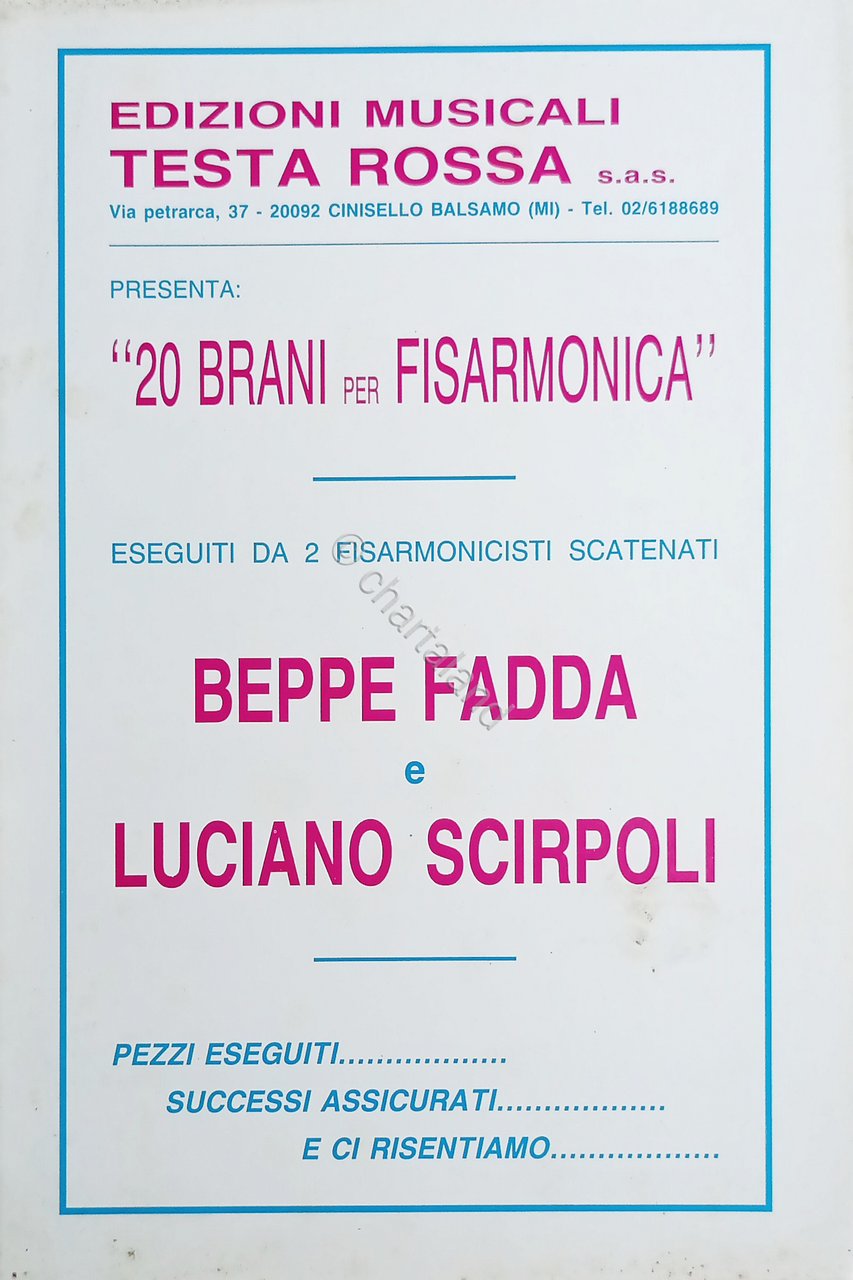 EDIZIONI MUSICALI
TESTA ROSSA s.a.s.
Via petrarca, 37 - 20092 CINISELLO BALSAMO (MI) - Tel. 02/6188689
PRESENTA:
“20 BRANI PER FISARMONICA”
ESEGUITI DA 2 FISARMONICISTI SCATENATI
© chartaland
BEPPE FADDA
e
LUCIANO SCIRPOLI
PEZZI ESEGUITI..................
SUCCESSI ASSICURATI..................
E CI RISENTIAMO..................